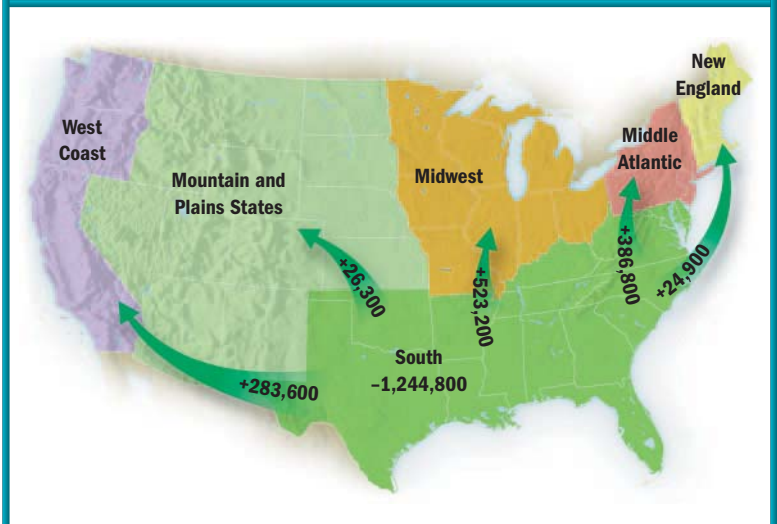 New
England
West
Coast
Middle
Atlantic
Mountain and
Plains States
Midwest
+26,300
+523,200
+386,800
+24,900
South
–1,244,800
+283,600